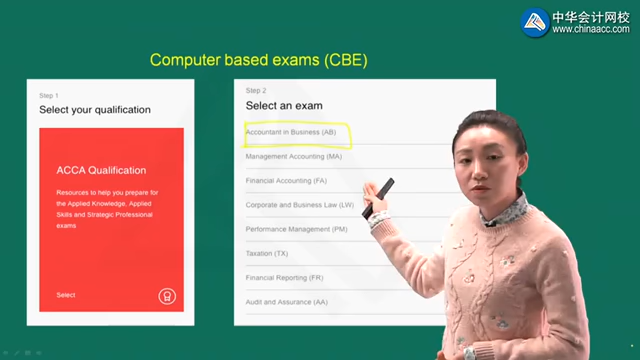 中华会计网校
www.chinaacc.com
Computer based exams (CBE)
Step 1
Select your qualification
ACCA Qualification
Resources to help you prepare for
the Applied Knowledge, Applied
Skills and Strategic Professional
exams
Select
Step 2
Select an exam
Accountant in Business (AB)
Management Accounting (MA)
Financial Accounting (FA)
Corporate and Business Law (LW)
Performance Management (PM)
Taxation (TX)
Financial Reporting (FR)
Audit and Assurance (AA)